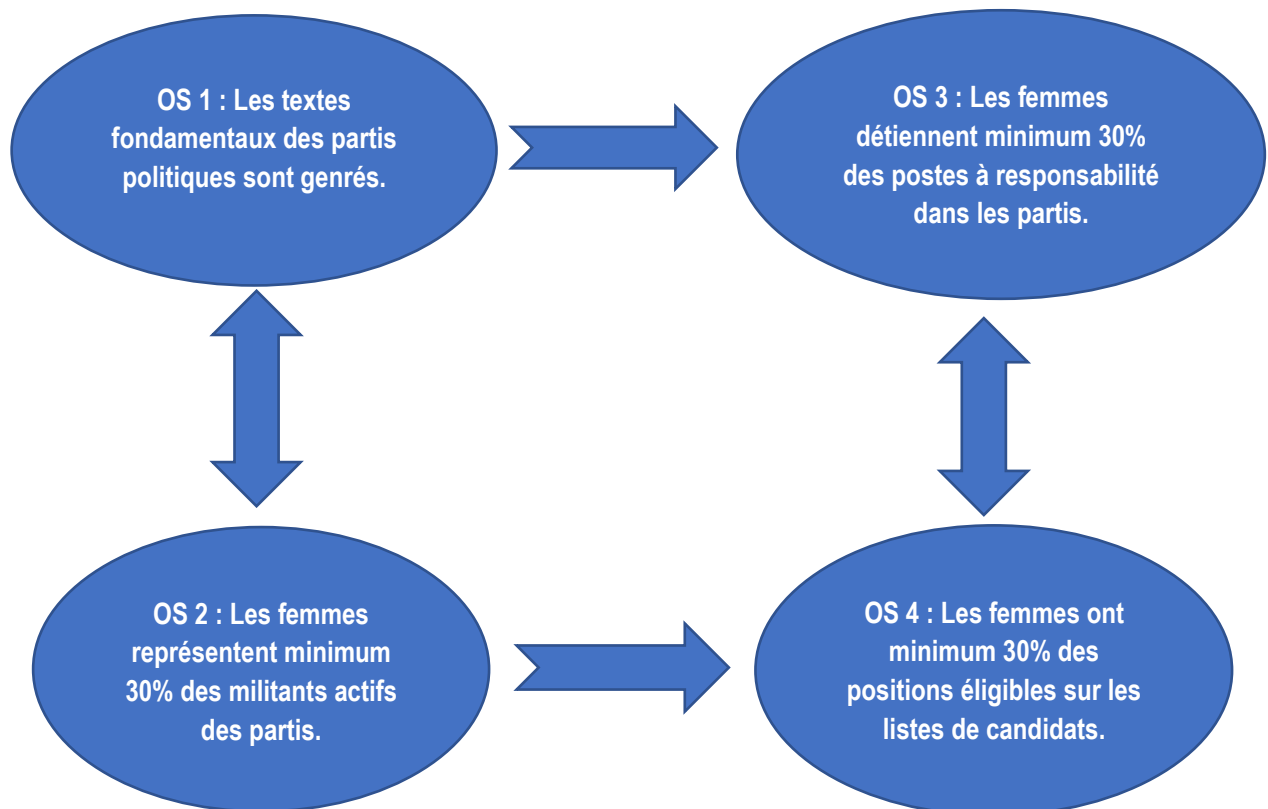 OS 1 : Les textes
fondamentaux des partis
politiques sont genrés.
OS 3 : Les femmes
détiennent minimum 30%
des postes à responsabilité
dans les partis.
OS 2 : Les femmes
représentent minimum
30% des militants actifs
des partis.
OS 4 : Les femmes ont
minimum 30% des
positions éligibles sur les
listes de candidats.